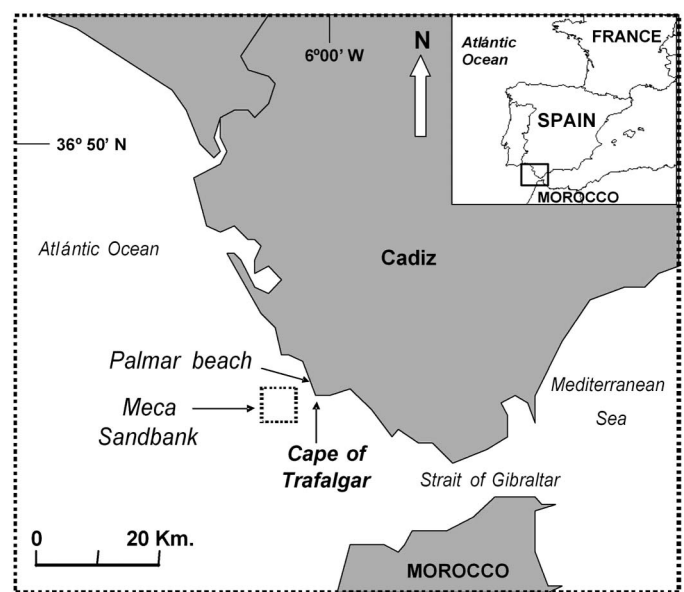 6º00’ W
N
Atlántic
Ocean
FRANCE
SPAIN
MOROCCO
36º 50’ N
Atlántic Ocean
Cadiz
Palmar beach
Meca
Sandbank
Cape of
Trafalgar
Mediterranean
Sea
Strait of Gibraltar
0 20 Km.
MOROCCO